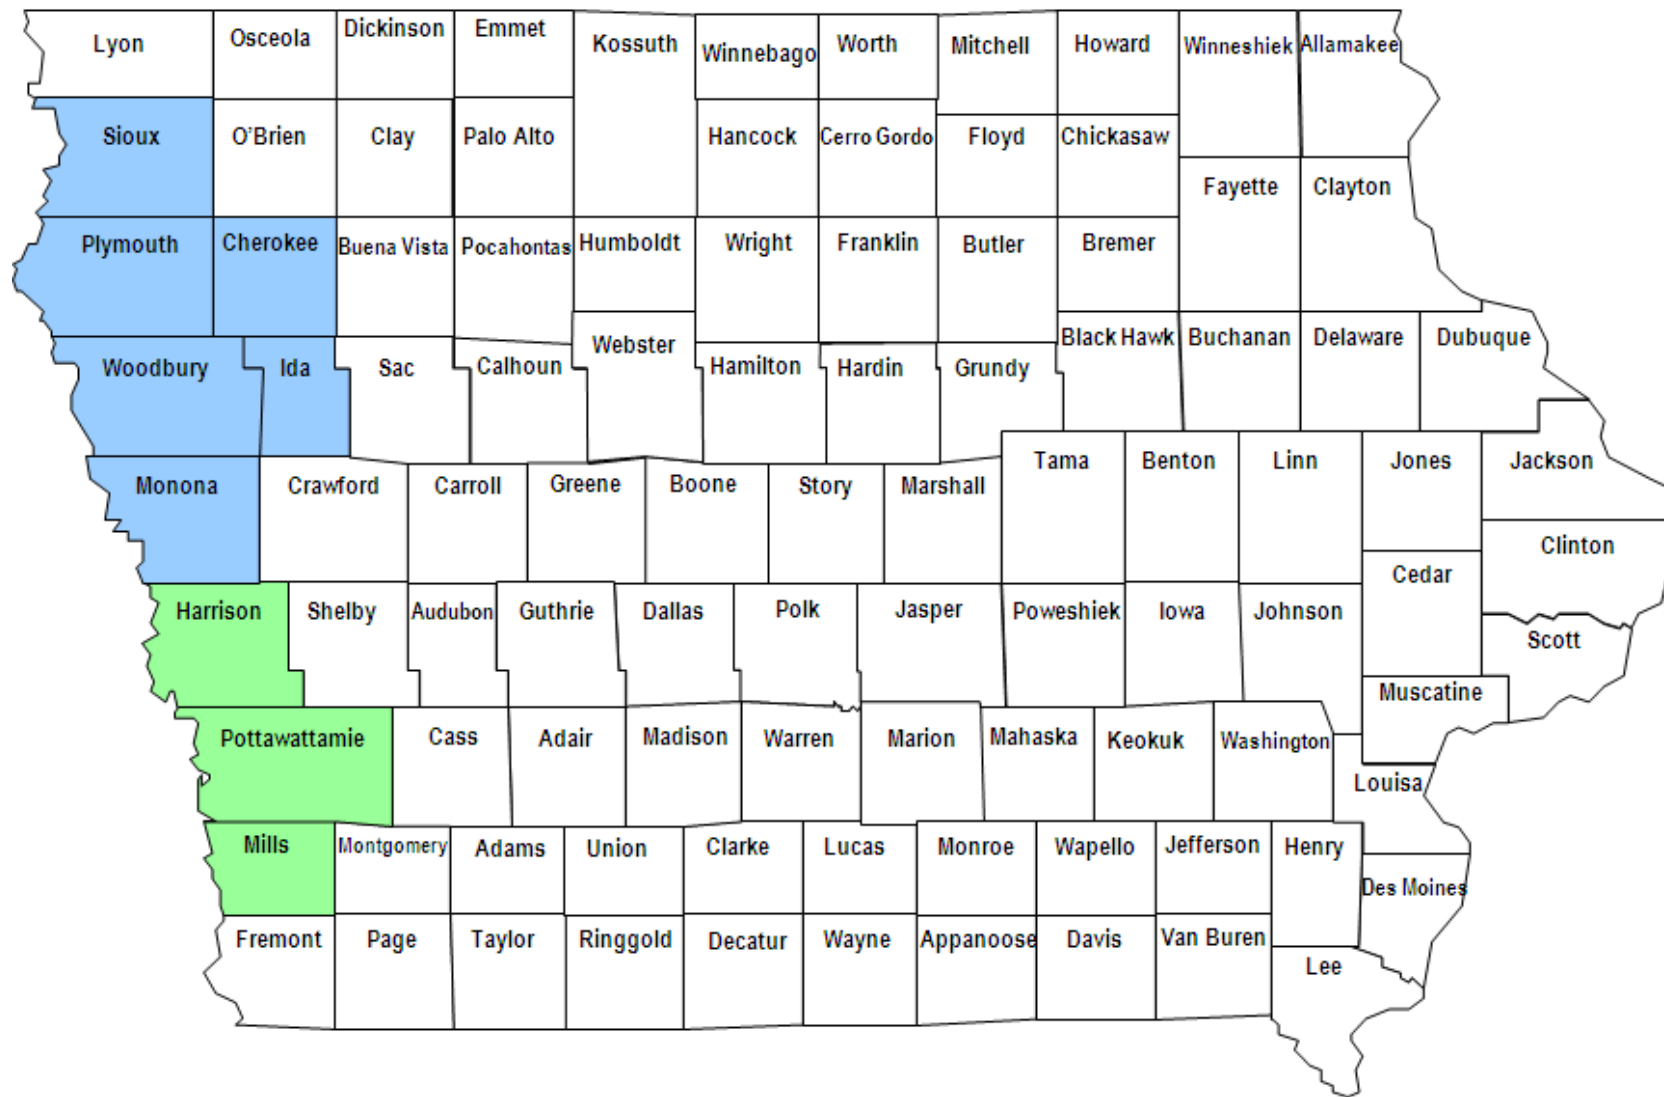 Lyon
Osceola
Dickinson
Emmet
Kossuth
Winnebago
Worth
Mitchell
Howard
Winneshiek
Allamakee
Sioux
O'Brien
Clay
Palo Alto
Hancock
Cerro Gordo
Floyd
Chickasaw
Fayette
Clayton
Plymouth
Cherokee
Buena Vista
Pocahontas
Humboldt
Wright
Franklin
Butler
Bremer
Woodbury
Ida
Sac
Calhoun
Webster
Hamilton
Hardin
Grundy
Black Hawk
Buchanan
Delaware
Dubuque
Monona
Crawford
Carroll
Greene
Boone
Story
Marshall
Tama
Benton
Linn
Jones
Jackson
Clinton
Cedar
Harrison
Shelby
Audubon
Guthrie
Dallas
Polk
Jasper
Poweshiek
Iowa
Johnson
Scott
Muscatine
Pottawattamie
Cass
Adair
Madison
Warren
Marion
Mahaska
Keokuk
Washington
Louisa
Mills
Montgomery
Adams
Union
Clarke
Lucas
Monroe
Wapello
Jefferson
Henry
Des Moines
Fremont
Page
Taylor
Ringgold
Decatur
Wayne
Appanoose
Davis
Van Buren
Lee